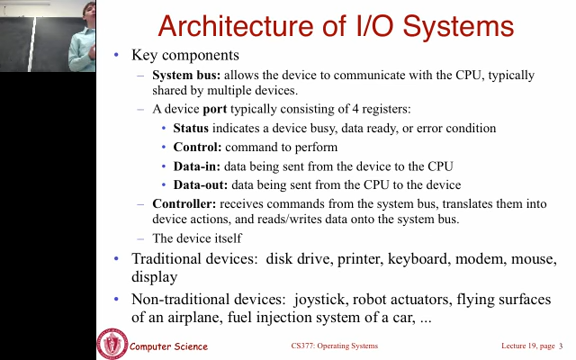 Architecture of I/O Systems
• Key components
– System bus: allows the device to communicate with the CPU, typically
shared by multiple devices.
– A device port typically consisting of 4 registers:
• Status indicates a device busy, data ready, or error condition
• Control: command to perform
• Data-in: data being sent from the device to the CPU
• Data-out: data being sent from the CPU to the device
– Controller: receives commands from the system bus, translates them into
device actions, and reads/writes data onto the system bus.
– The device itself
• Traditional devices: disk drive, printer, keyboard, modem, mouse,
display
• Non-traditional devices: joystick, robot actuators, flying surfaces
of an airplane, fuel injection system of a car, ...
Computer Science
CS377: Operating Systems
Lecture 19, page 3